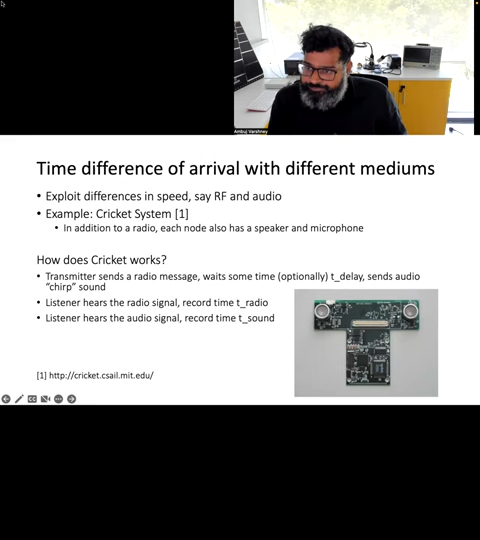 Ambuj Varshney
Time difference of arrival with different mediums
• Exploit differences in speed, say RF and audio
• Example: Cricket System [1]
• In addition to a radio, each node also has a speaker and microphone
How does Cricket works?
• Transmitter sends a radio message, waits some time (optionally) t_delay, sends audio
“chirp” sound
• Listener hears the radio signal, record time t_radio
• Listener hears the audio signal, record time t_sound
[1] http://cricket.csail.mit.edu/
CC